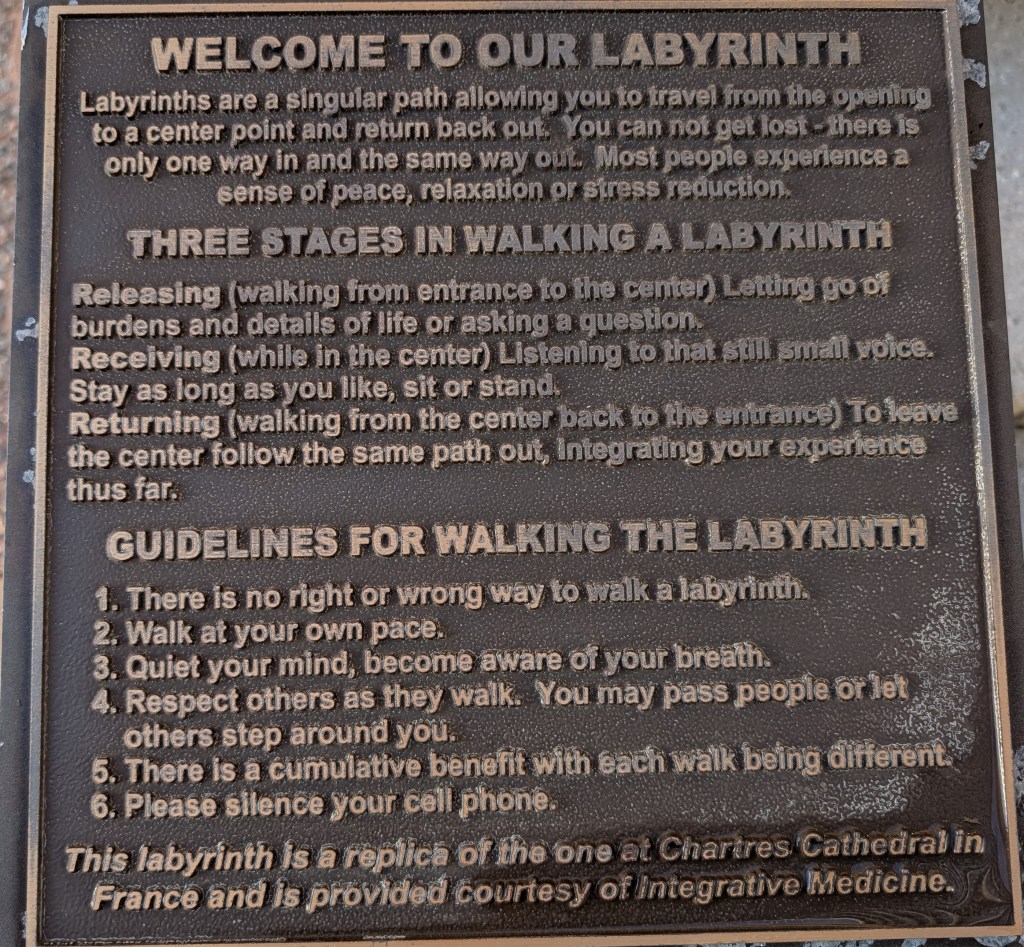 WELCOME TO OUR LABYRINTH
Labyrinths are a singular path allowing you to travel from the opening
to a center point and return back out.  You can not get lost - there is
only one way in and the same way out.  Most people experience a
sense of peace, relaxation or stress reduction.
THREE STAGES IN WALKING A LABYRINTH
Releasing (walking from entrance to the center) Letting go of
burdens and details of life or asking a question.
Receiving (while in the center) Listening to that still small voice.
Stay as long as you like, sit or stand.
Returning (walking from the center back to the entrance) To leave
the center follow the same path out, Integrating your experience
thus far.
GUIDELINES FOR WALKING THE LABYRINTH
1. There is no right or wrong way to walk a labyrinth.
2. Walk at your own pace.
3. Quiet your mind, become aware of your breath.
4. Respect others as they walk.  You may pass people or let
others step around you.
5. There is a cumulative benefit with each walk being different.
6. Please silence your cell phone.
This labyrinth is a replica of the one at Chartres Cathedral in
France and is provided courtesy of Integrative Medicine.